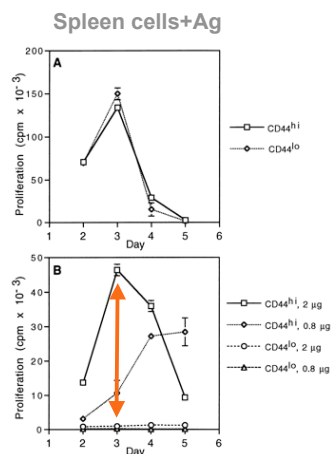 Spleen cells+Ag
A
Proliferation (cpm x 10⁻³)
200
150
100
50
0
1 2 3 4 5 6
Day
CD44ʰⁱ
CD44ˡᵒ
B
Proliferation (cpm x 10⁻³)
50
40
30
20
10
0
1 2 3 4 5 6
Day
CD44ʰⁱ, 2 µg
CD44ʰⁱ, 0.8 µg
CD44ˡᵒ, 2 µg
CD44ˡᵒ, 0.8 µg